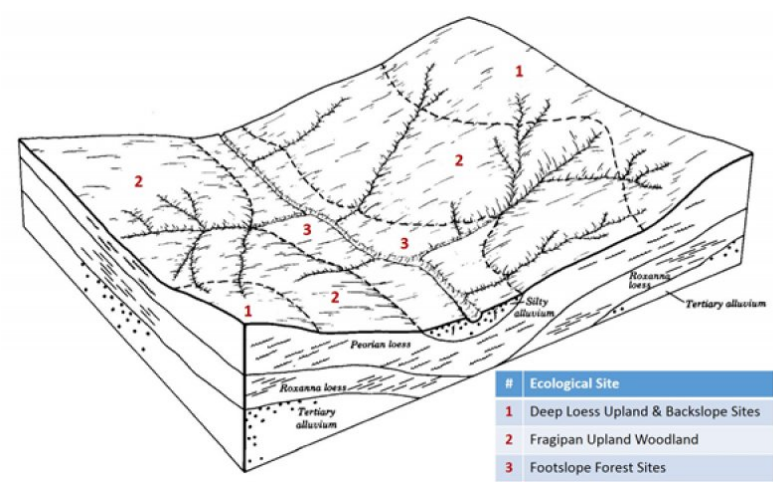 1
2
2
3
3
2
1
Silty
alluvium
Roxanna
loess
Tertiary alluvium
Peorian loess
Roxanna loess
Tertiary
alluvium
# Ecological Site
1 Deep Loess Upland & Backslope Sites
2 Fragipan Upland Woodland
3 Footslope Forest Sites